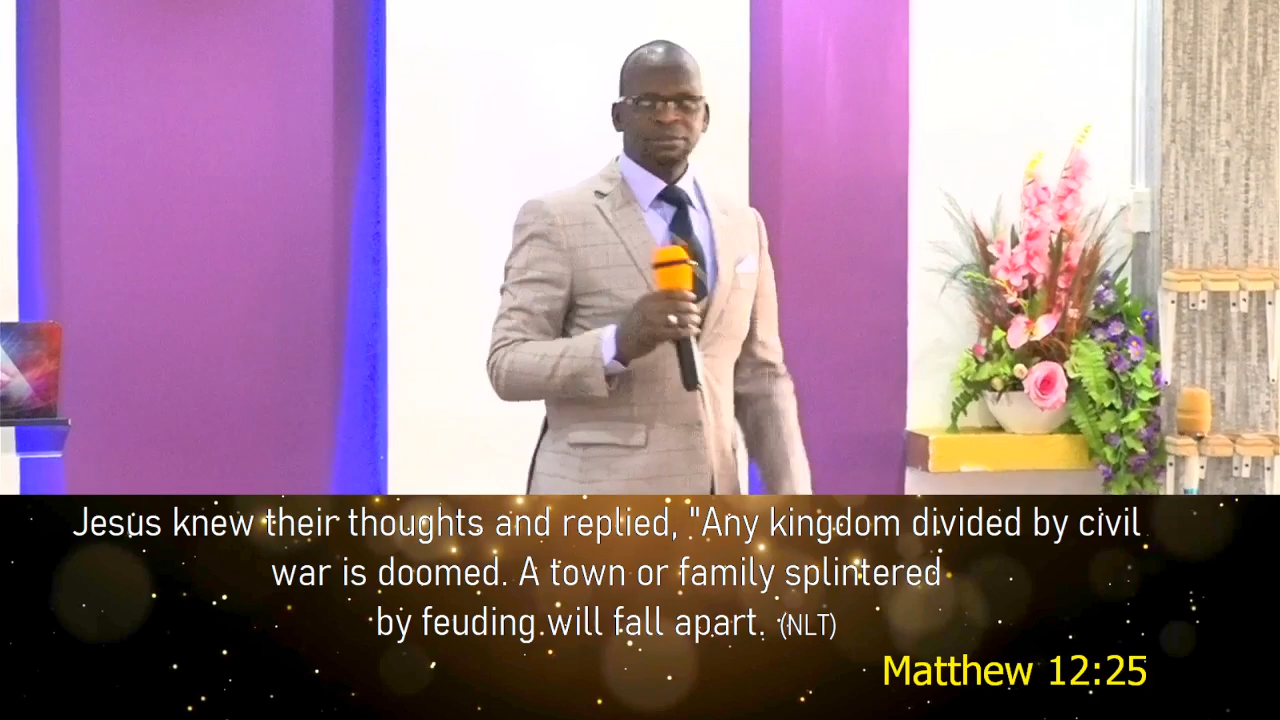 Jesus knew their thoughts and replied, "Any kingdom divided by civil
war is doomed. A town or family splintered
by feuding will fall apart. (NLT)
Matthew 12:25